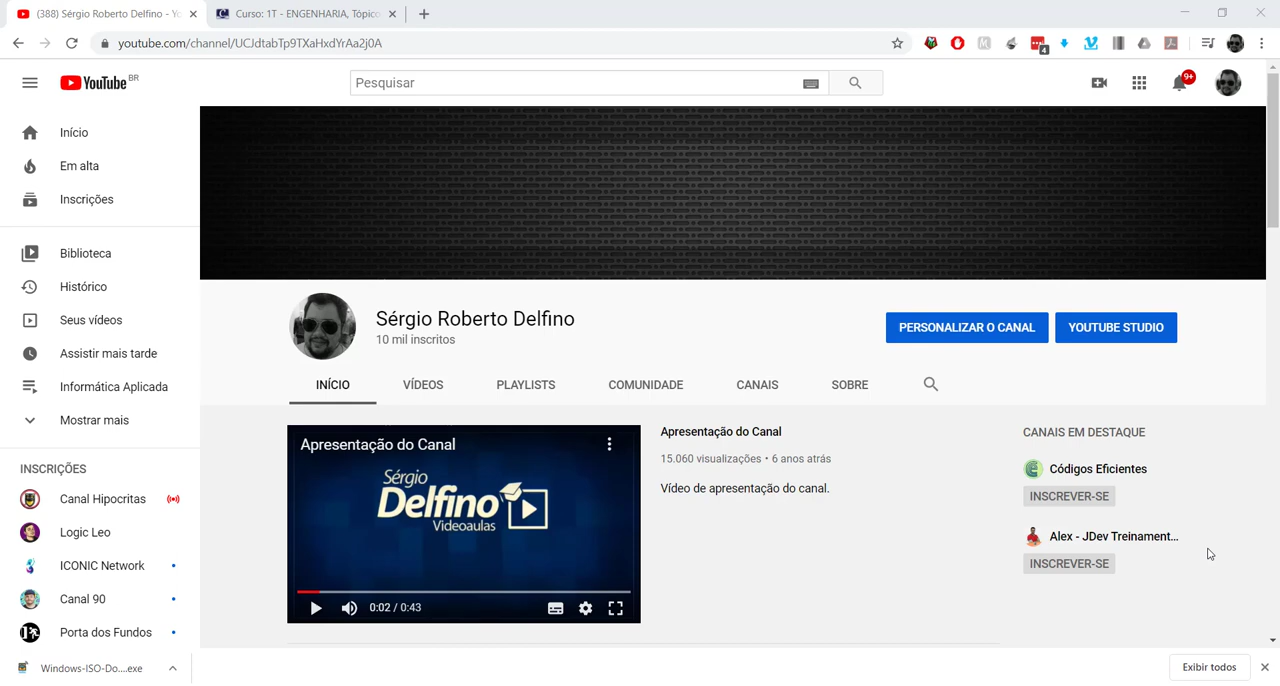 (388) Sérgio Roberto Delfino - Yo
Curso: 1T - ENGENHARIA, Tópico
youtube.com/channel/UCJdtabTp9TXaHxdYrAa2j0A
4
YouTube BR
Pesquisar
9+
Início
Em alta
Inscrições
Biblioteca
Histórico
Seus vídeos
Assistir mais tarde
Informática Aplicada
Mostrar mais
INSCRIÇÕES
Canal Hipocritas
Logic Leo
ICONIC Network
Canal 90
Porta dos Fundos
Sérgio Roberto Delfino
10 mil inscritos
PERSONALIZAR O CANAL
YOUTUBE STUDIO
INÍCIO
VÍDEOS
PLAYLISTS
COMUNIDADE
CANAIS
SOBRE
Apresentação do Canal
Sérgio
Delfino
Videoaulas
0:02 / 0:43
Apresentação do Canal
15.060 visualizações • 6 anos atrás
Vídeo de apresentação do canal.
CANAIS EM DESTAQUE
Códigos Eficientes
INSCREVER-SE
Alex - JDev Treinament...
INSCREVER-SE
Windows-ISO-Do....exe
Exibir todos